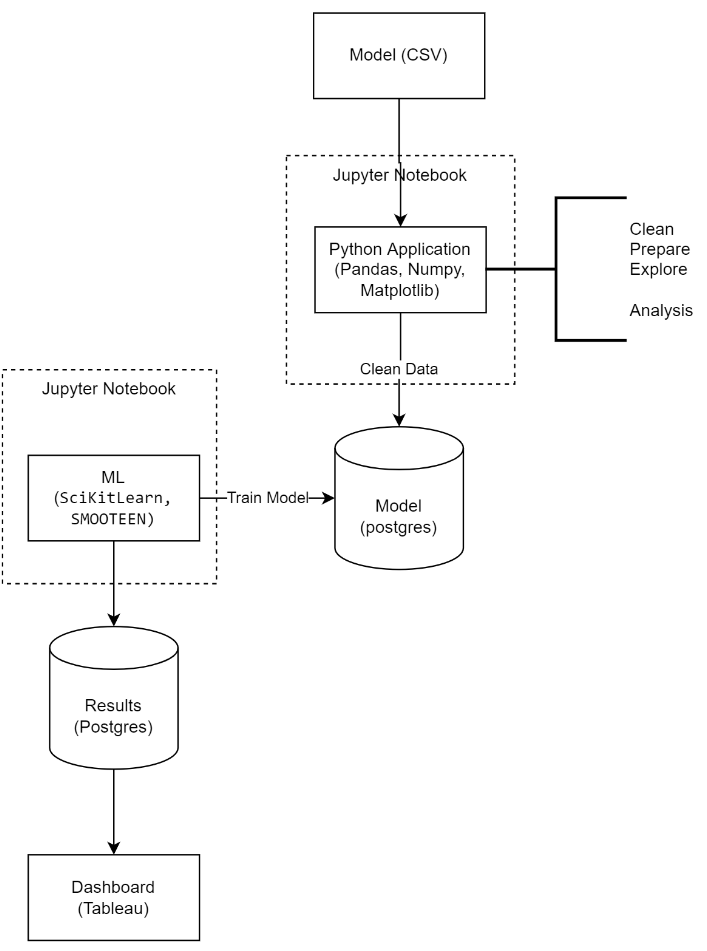 Model (CSV)
Jupyter Notebook
Python Application
(Pandas, Numpy,
Matplotlib)
Clean
Prepare
Explore
Analysis
Clean Data
Jupyter Notebook
ML
(SciKitLearn,
SMOOTEEN)
Train Model
Model
(postgres)
Results
(Postgres)
Dashboard
(Tableau)